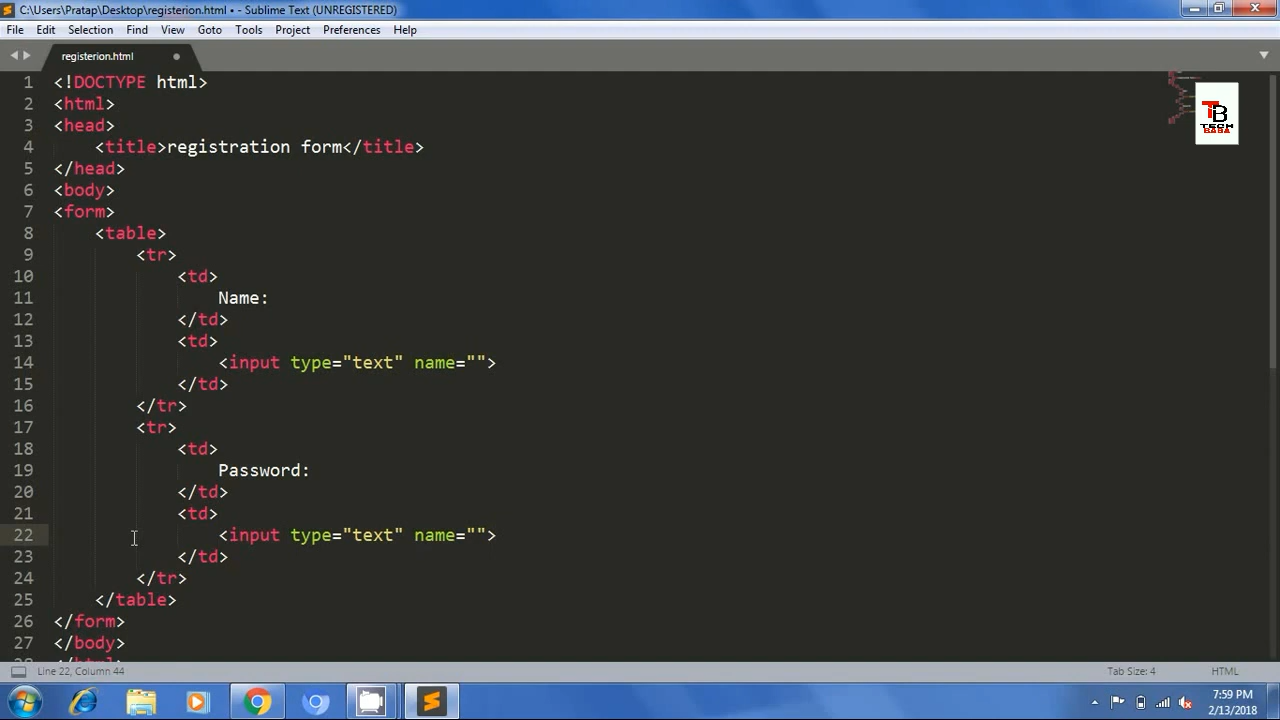 C:\Users\Pratap\Desktop\registerion.html • - Sublime Text (UNREGISTERED)
File Edit Selection Find View Goto Tools Project Preferences Help
registerion.html
1 <!DOCTYPE html>
2 <html>
3 <head>
4 <title>registration form</title>
5 </head>
6 <body>
7 <form>
8 <table>
9 <tr>
10 <td>
11 Name:
12 </td>
13 <td>
14 <input type="text" name="">
15 </td>
16 </tr>
17 <tr>
18 <td>
19 Password:
20 </td>
21 <td>
22 <input type="text" name="">
23 </td>
24 </tr>
25 </table>
26 </form>
27 </body>
28 </html>
TB
TECH
BABA
Line 22, Column 44 Tab Size: 4 HTML
7:59 PM
2/13/2018